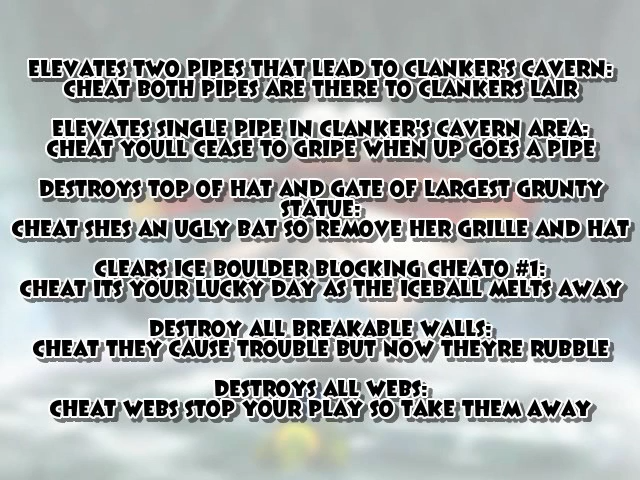 ELEVATES TWO PIPES THAT LEAD TO CLANKER'S CAVERN:
CHEAT BOTH PIPES ARE THERE TO CLANKERS LAIR
ELEVATES SINGLE PIPE IN CLANKER'S CAVERN AREA:
CHEAT YOULL CEASE TO GRIPE WHEN UP GOES A PIPE
DESTROYS TOP OF HAT AND GATE OF LARGEST GRUNTY
STATUE:
CHEAT SHES AN UGLY BAT SO REMOVE HER GRILLE AND HAT
CLEARS ICE BOULDER BLOCKING CHEATO #1:
CHEAT ITS YOUR LUCKY DAY AS THE ICEBALL MELTS AWAY
DESTROY ALL BREAKABLE WALLS:
CHEAT THEY CAUSE TROUBLE BUT NOW THEYRE RUBBLE
DESTROYS ALL WEBS:
CHEAT WEBS STOP YOUR PLAY SO TAKE THEM AWAY